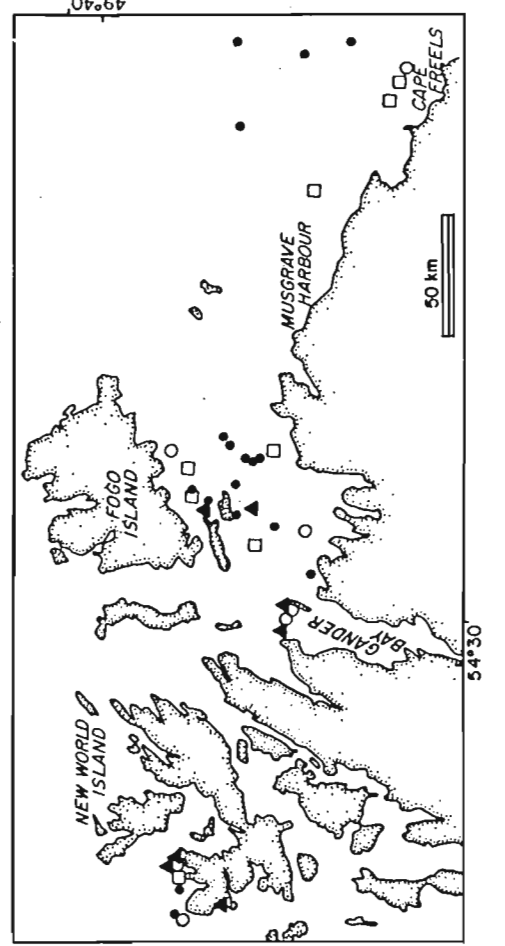 49°40'
CAPE
FREELS
MUSGRAVE
HARBOUR
50 km
FOGO
ISLAND
GANDER
BAY
54°30
NEW WORLD
ISLAND